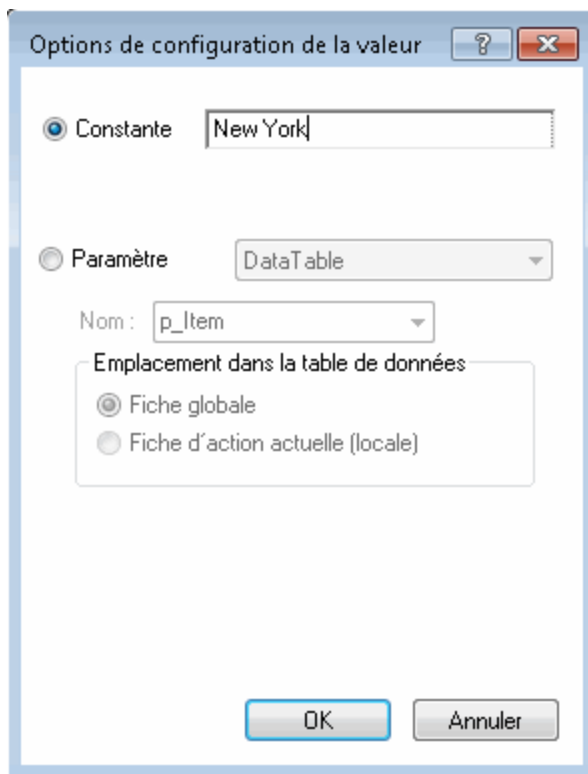 Options de configuration de la valeur ?
Constante New York
Paramètre DataTable
Nom : p_Item
Emplacement dans la table de données
Fiche globale
Fiche d´action actuelle (locale)
OK Annuler